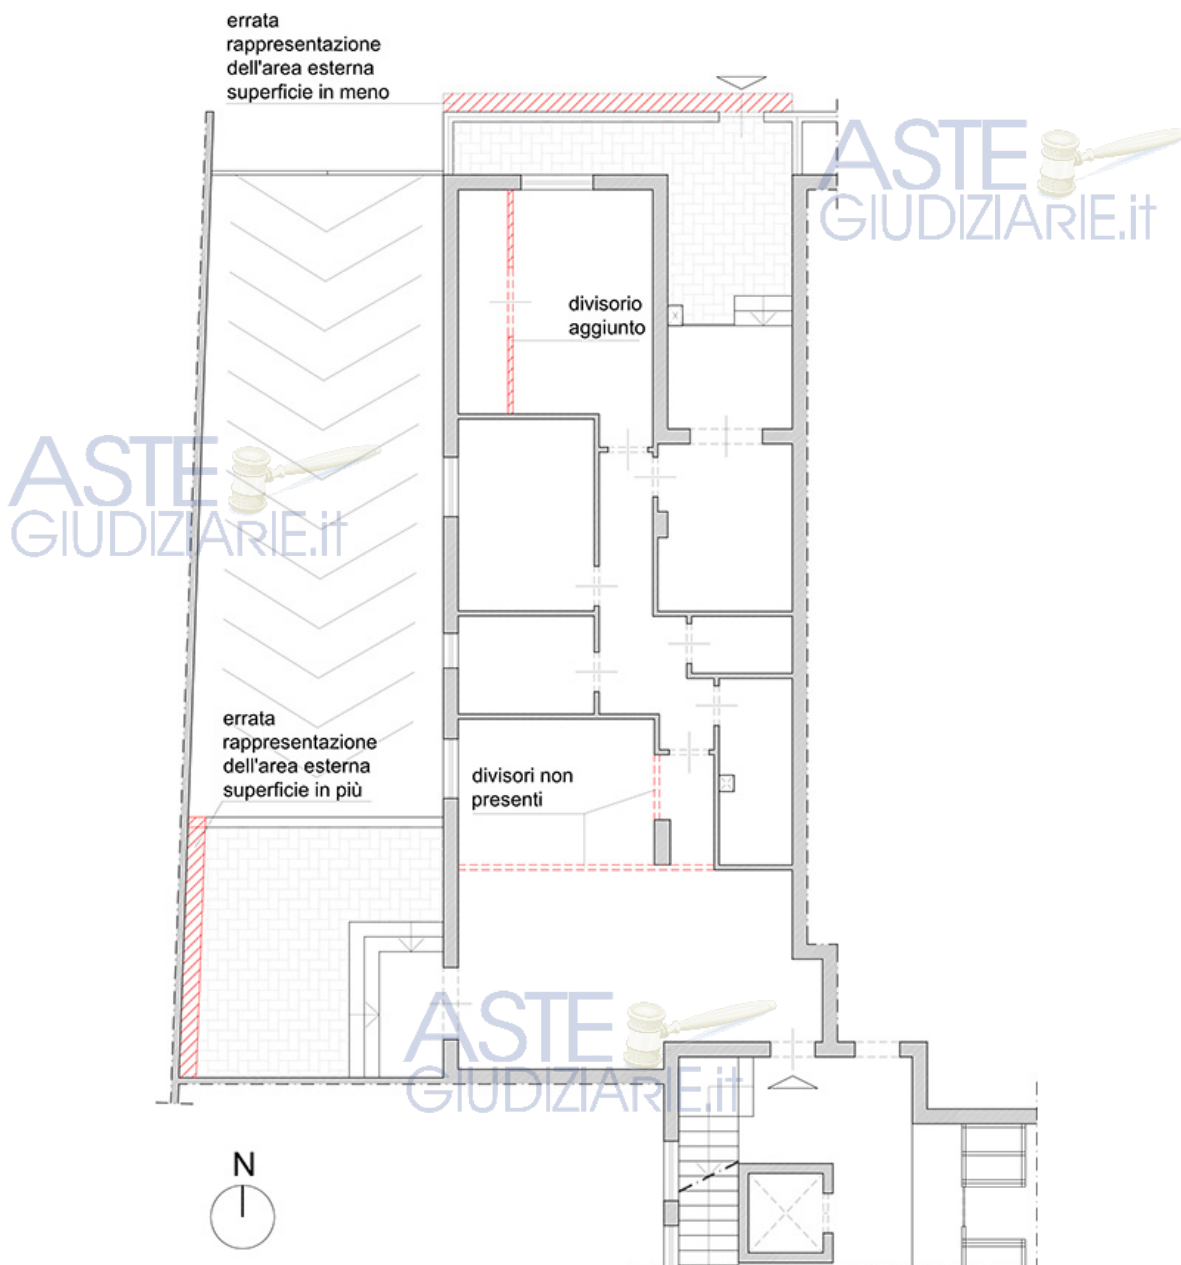 errata
rappresentazione
dell'area esterna
superficie in meno
ASTE
GIUDIZIARIE.it
divisorio
aggiunto
ASTE
GIUDIZIARIE.it
errata
rappresentazione
dell'area esterna
superficie in più
divisori non
presenti
ASTE
GIUDIZIARIE.it
N